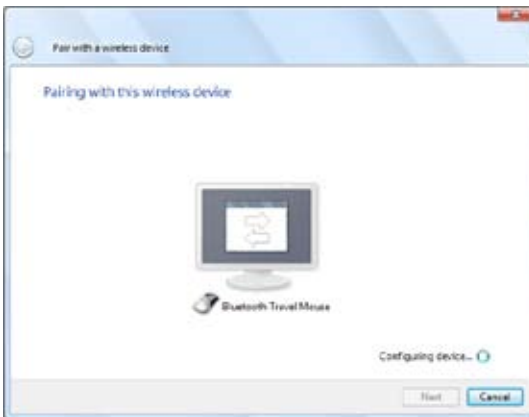 Pair with a wireless device
Pairing with this wireless device
Bluetooth Travel Mouse
Configuring device...
Next
Cancel